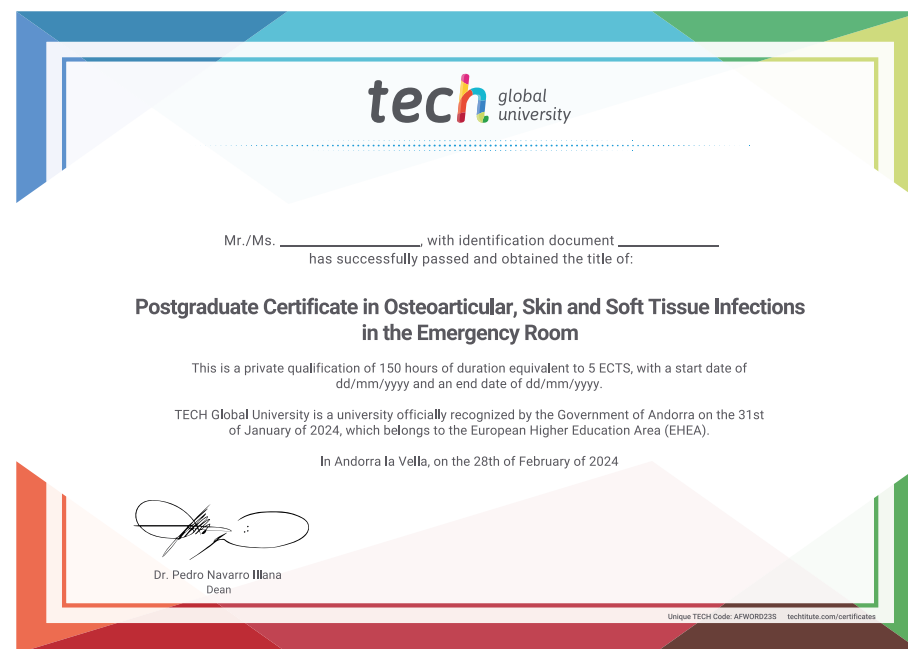 tech global
university
Mr./Ms. ____________________, with identification document ______________
has successfully passed and obtained the title of:
Postgraduate Certificate in Osteoarticular, Skin and Soft Tissue Infections
in the Emergency Room
This is a private qualification of 150 hours of duration equivalent to 5 ECTS, with a start date of
dd/mm/yyyy and an end date of dd/mm/yyyy.
TECH Global University is a university officially recognized by the Government of Andorra on the 31st
of January of 2024, which belongs to the European Higher Education Area (EHEA).
In Andorra la Vella, on the 28th of February of 2024
Dr. Pedro Navarro Illana
Dean
Unique TECH Code: AFWORD23S techtitute.com/certificates